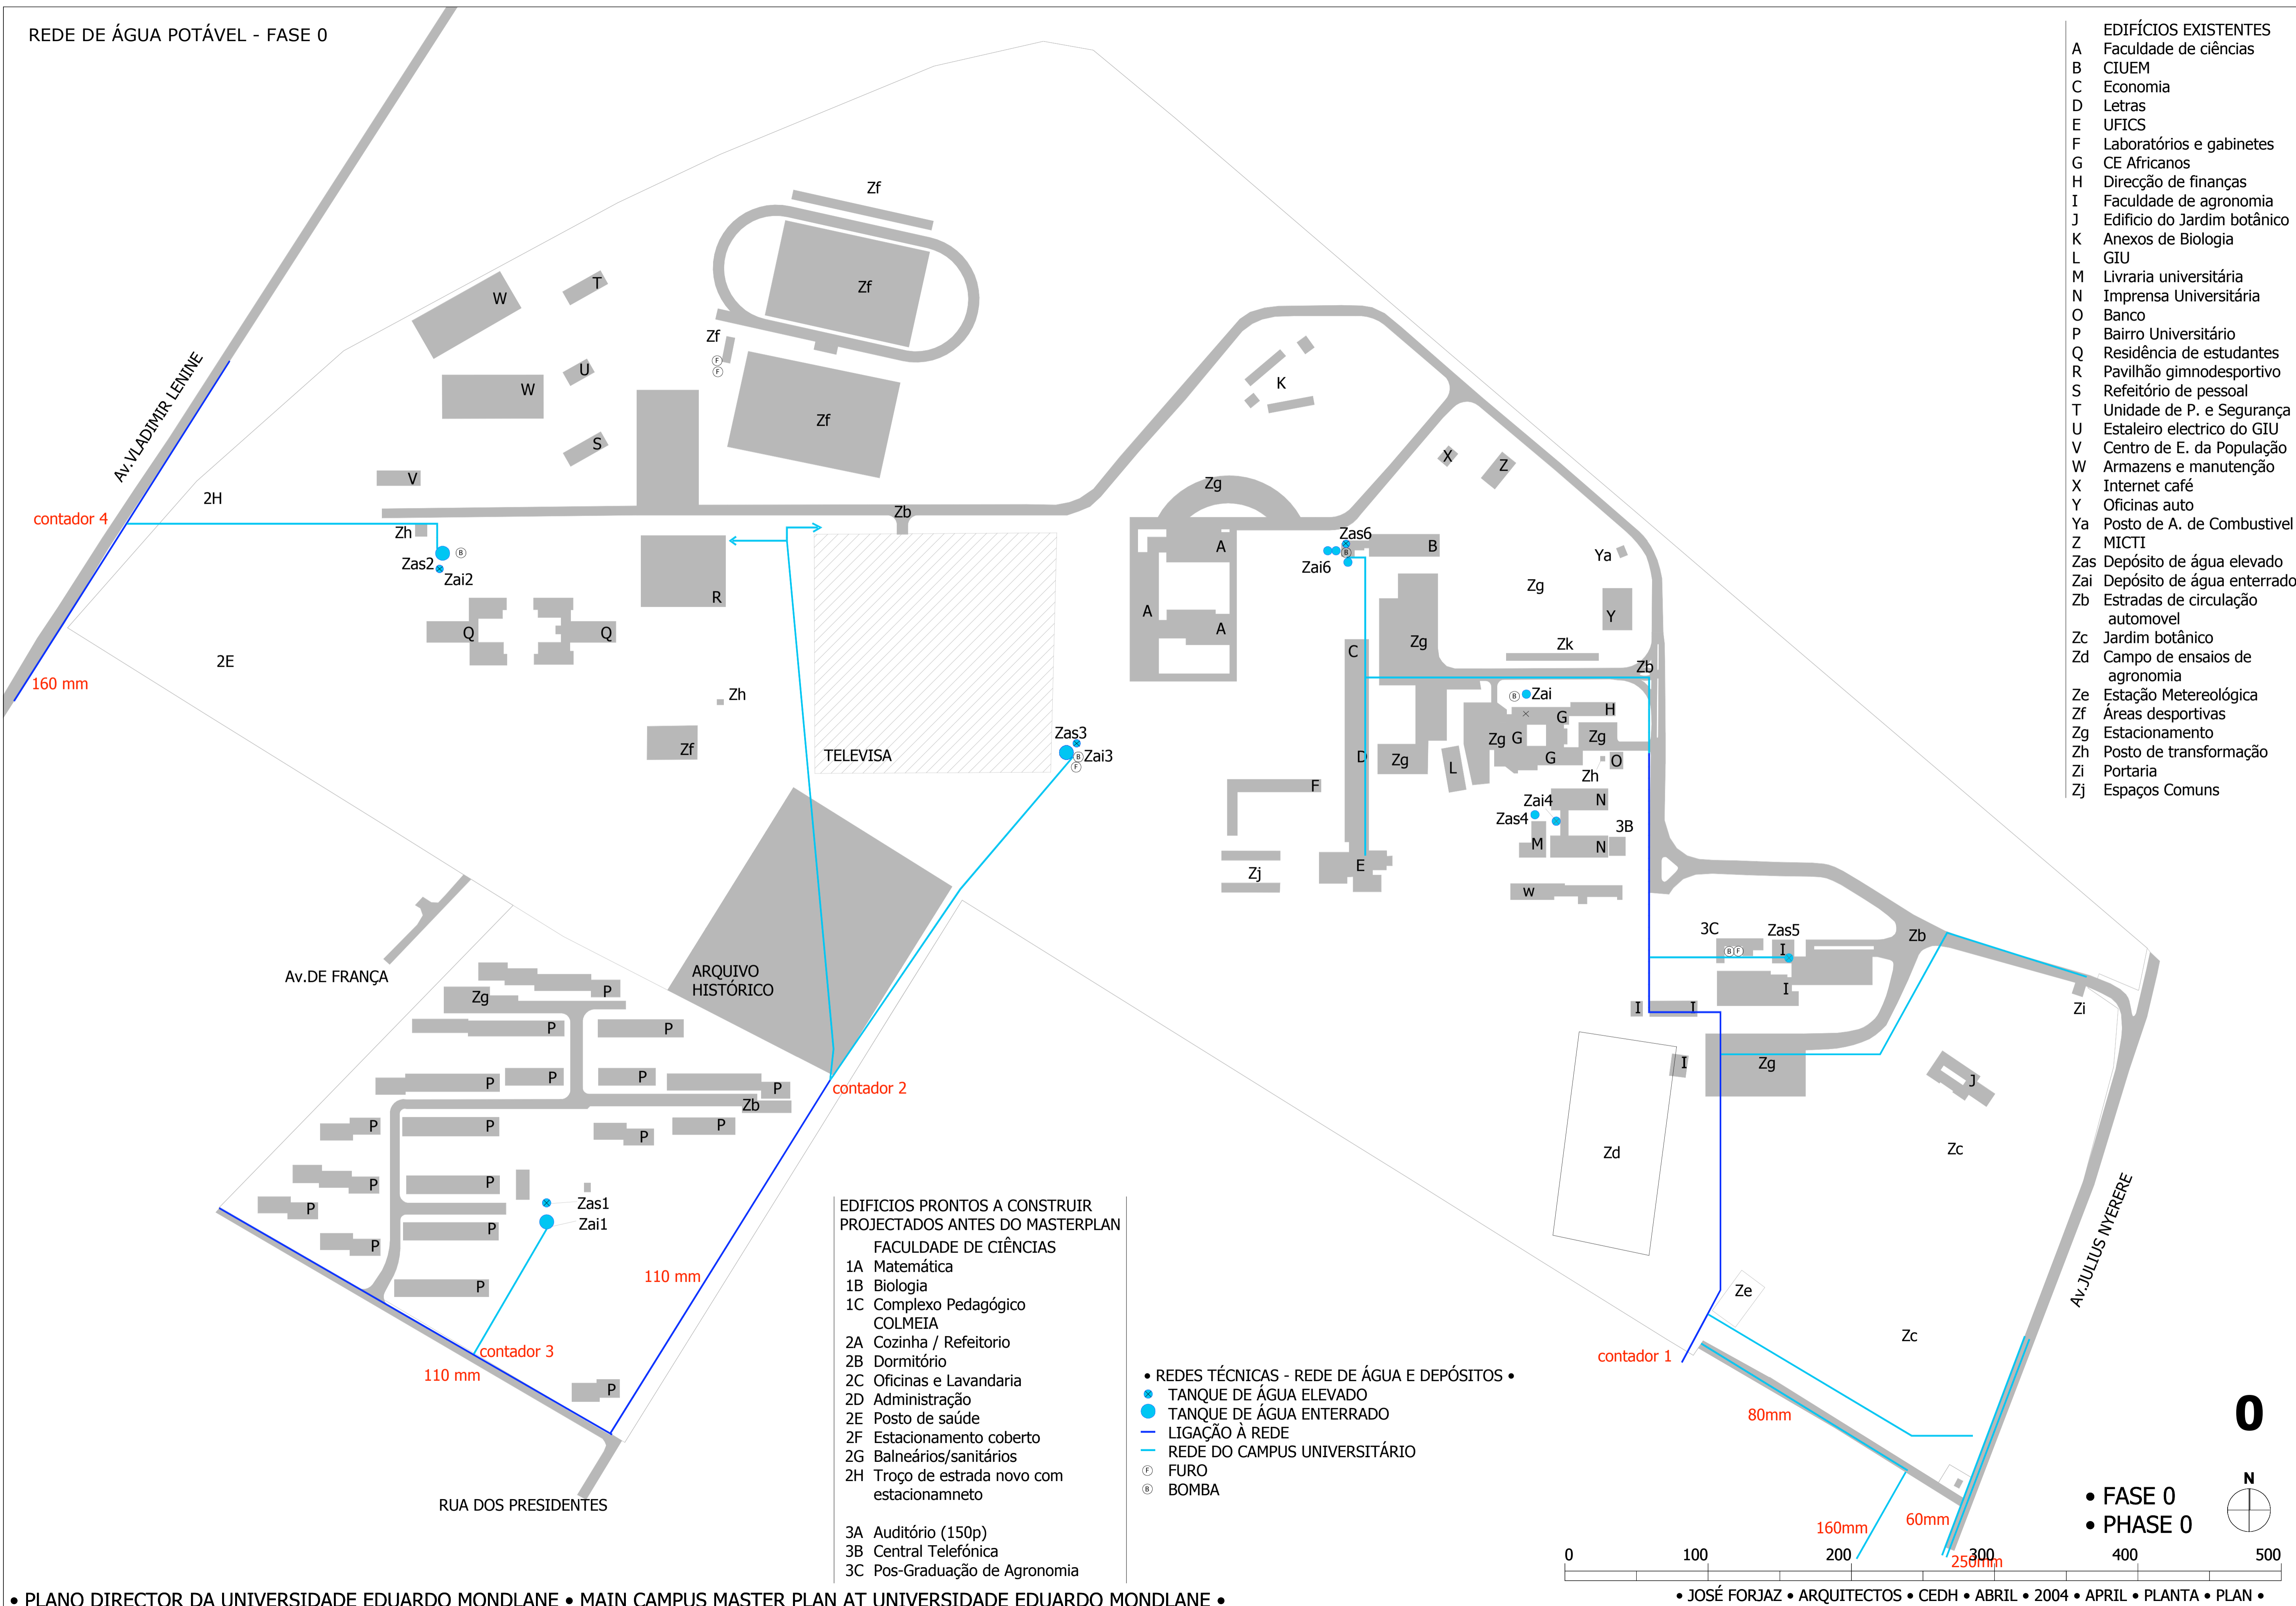 REDE DE ÁGUA POTÁVEL - FASE 0
EDIFÍCIOS EXISTENTES
A Faculdade de ciências
B CIUEM
C Economia
D Letras
E UFICS
F Laboratórios e gabinetes
G CE Africanos
H Direcção de finanças
I Faculdade de agronomia
J Edificio do Jardim botânico
K Anexos de Biologia
L GIU
M Livraria universitária
N Imprensa Universitária
O Banco
P Bairro Universitário
Q Residência de estudantes
R Pavilhão gimnodesportivo
S Refeitório de pessoal
T Unidade de P. e Segurança
U Estaleiro electrico do GIU
V Centro de E. da População
W Armazens e manutenção
X Internet café
Y Oficinas auto
Ya Posto de A. de Combustivel
Z MICTI
Zas Depósito de água elevado
Zai Depósito de água enterrado
Zb Estradas de circulação
automovel
Zc Jardim botânico
Zd Campo de ensaios de
agronomia
Ze Estação Metereológica
Zf Áreas desportivas
Zg Estacionamento
Zh Posto de transformação
Zi Portaria
Zj Espaços Comuns
Zf
T
W
Zf
Zf
F
F
U
W
K
Zf
S
X
Z
V
Zg
Av.VLADIMIR LENINE
2H
contador 4
Zb
Zh
B
Zas2
Zai2
Zas6
B
B
A
Zai6
Ya
Zg
R
A
A
Y
Q
Q
2E
Zg
Zk
C
Zb
160 mm
Zh
B
Zai
H
G
Zf
TELEVISA
Zas3
B
Zai3
F
Zg
G
Zg
D
Zg
L
G
O
Zh
F
Zai4
N
Zas4
3B
M
N
E
Zj
w
3C
Zas5
Zb
B F
I
I
Av.DE FRANÇA
ARQUIVO
HISTÓRICO
Zg
P
I
I
Zi
P
P
P
P
P
P
contador 2
Zb
I
Zg
J
P
P
P
P
P
Zd
Zc
P
P
P
Zas1
Zai1
P
P
Av.JULIUS NYERERE
110 mm
P
Ze
Zc
contador 3
110 mm
P
contador 1
80mm
RUA DOS PRESIDENTES
160mm
60mm
250mm
EDIFICIOS PRONTOS A CONSTRUIR
PROJECTADOS ANTES DO MASTERPLAN
FACULDADE DE CIÊNCIAS
1A Matemática
1B Biologia
1C Complexo Pedagógico
COLMEIA
2A Cozinha / Refeitorio
2B Dormitório
2C Oficinas e Lavandaria
2D Administração
2E Posto de saúde
2F Estacionamento coberto
2G Balneários/sanitários
2H Troço de estrada novo com
estacionamneto
3A Auditório (150p)
3B Central Telefónica
3C Pos-Graduação de Agronomia
• REDES TÉCNICAS - REDE DE ÁGUA E DEPÓSITOS •
TANQUE DE ÁGUA ELEVADO
TANQUE DE ÁGUA ENTERRADO
LIGAÇÃO À REDE
REDE DO CAMPUS UNIVERSITÁRIO
F FURO
B BOMBA
0
N
• FASE 0
• PHASE 0
0 100 200 300 400 500
• PLANO DIRECTOR DA UNIVERSIDADE EDUARDO MONDLANE • MAIN CAMPUS MASTER PLAN AT UNIVERSIDADE EDUARDO MONDLANE •
• JOSÉ FORJAZ • ARQUITECTOS • CEDH • ABRIL • 2004 • APRIL • PLANTA • PLAN •